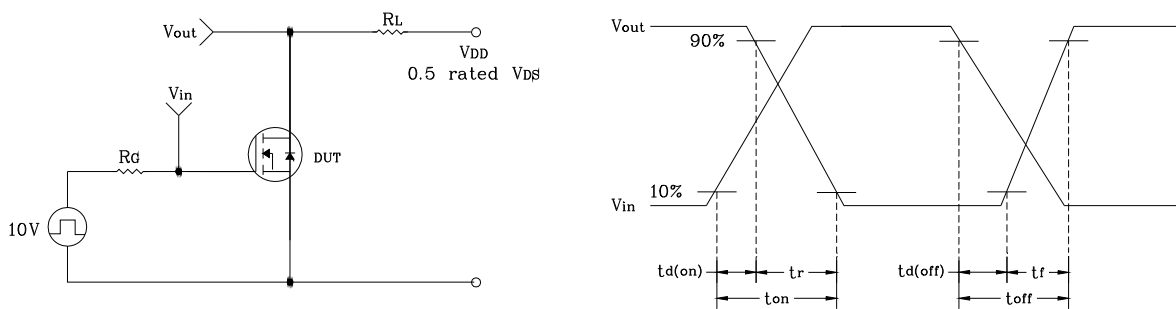 Vout
RL
VDD
0.5 rated VDS
Vin
RG
DUT
10V
Vout
90%
10%
Vin
td(on)
tr
td(off)
tf
ton
toff